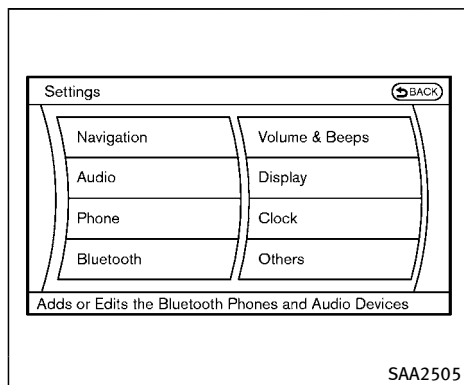 Settings BACK
Navigation
Volume & Beeps
Audio
Display
Phone
Clock
Bluetooth
Others
Adds or Edits the Bluetooth Phones and Audio Devices
SAA2505